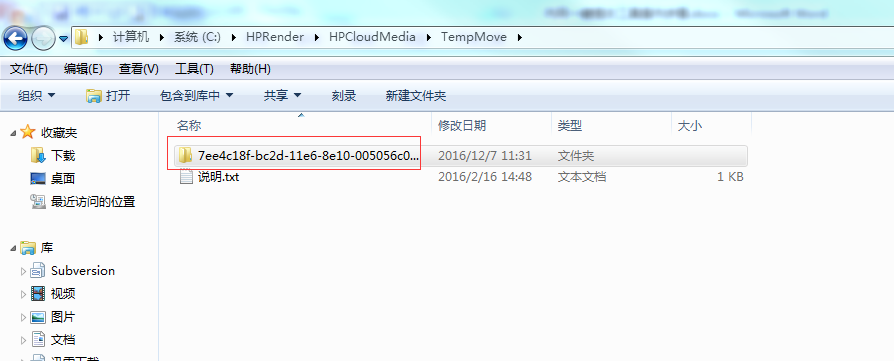 计算机 系统 (C:) HPRender HPCloudMedia TempMove
文件(F) 编辑(E) 查看(V) 工具(T) 帮助(H)
组织 打开 包含到库中 共享 刻录 新建文件夹
收藏夹
下载
桌面
最近访问的位置
库
Subversion
视频
图片
文档
迅雷下载
名称 修改日期 类型 大小
7ee4c18f-bc2d-11e6-8e10-005056c0... 2016/12/7 11:31 文件夹
说明.txt 2016/2/16 14:48 文本文档 1 KB